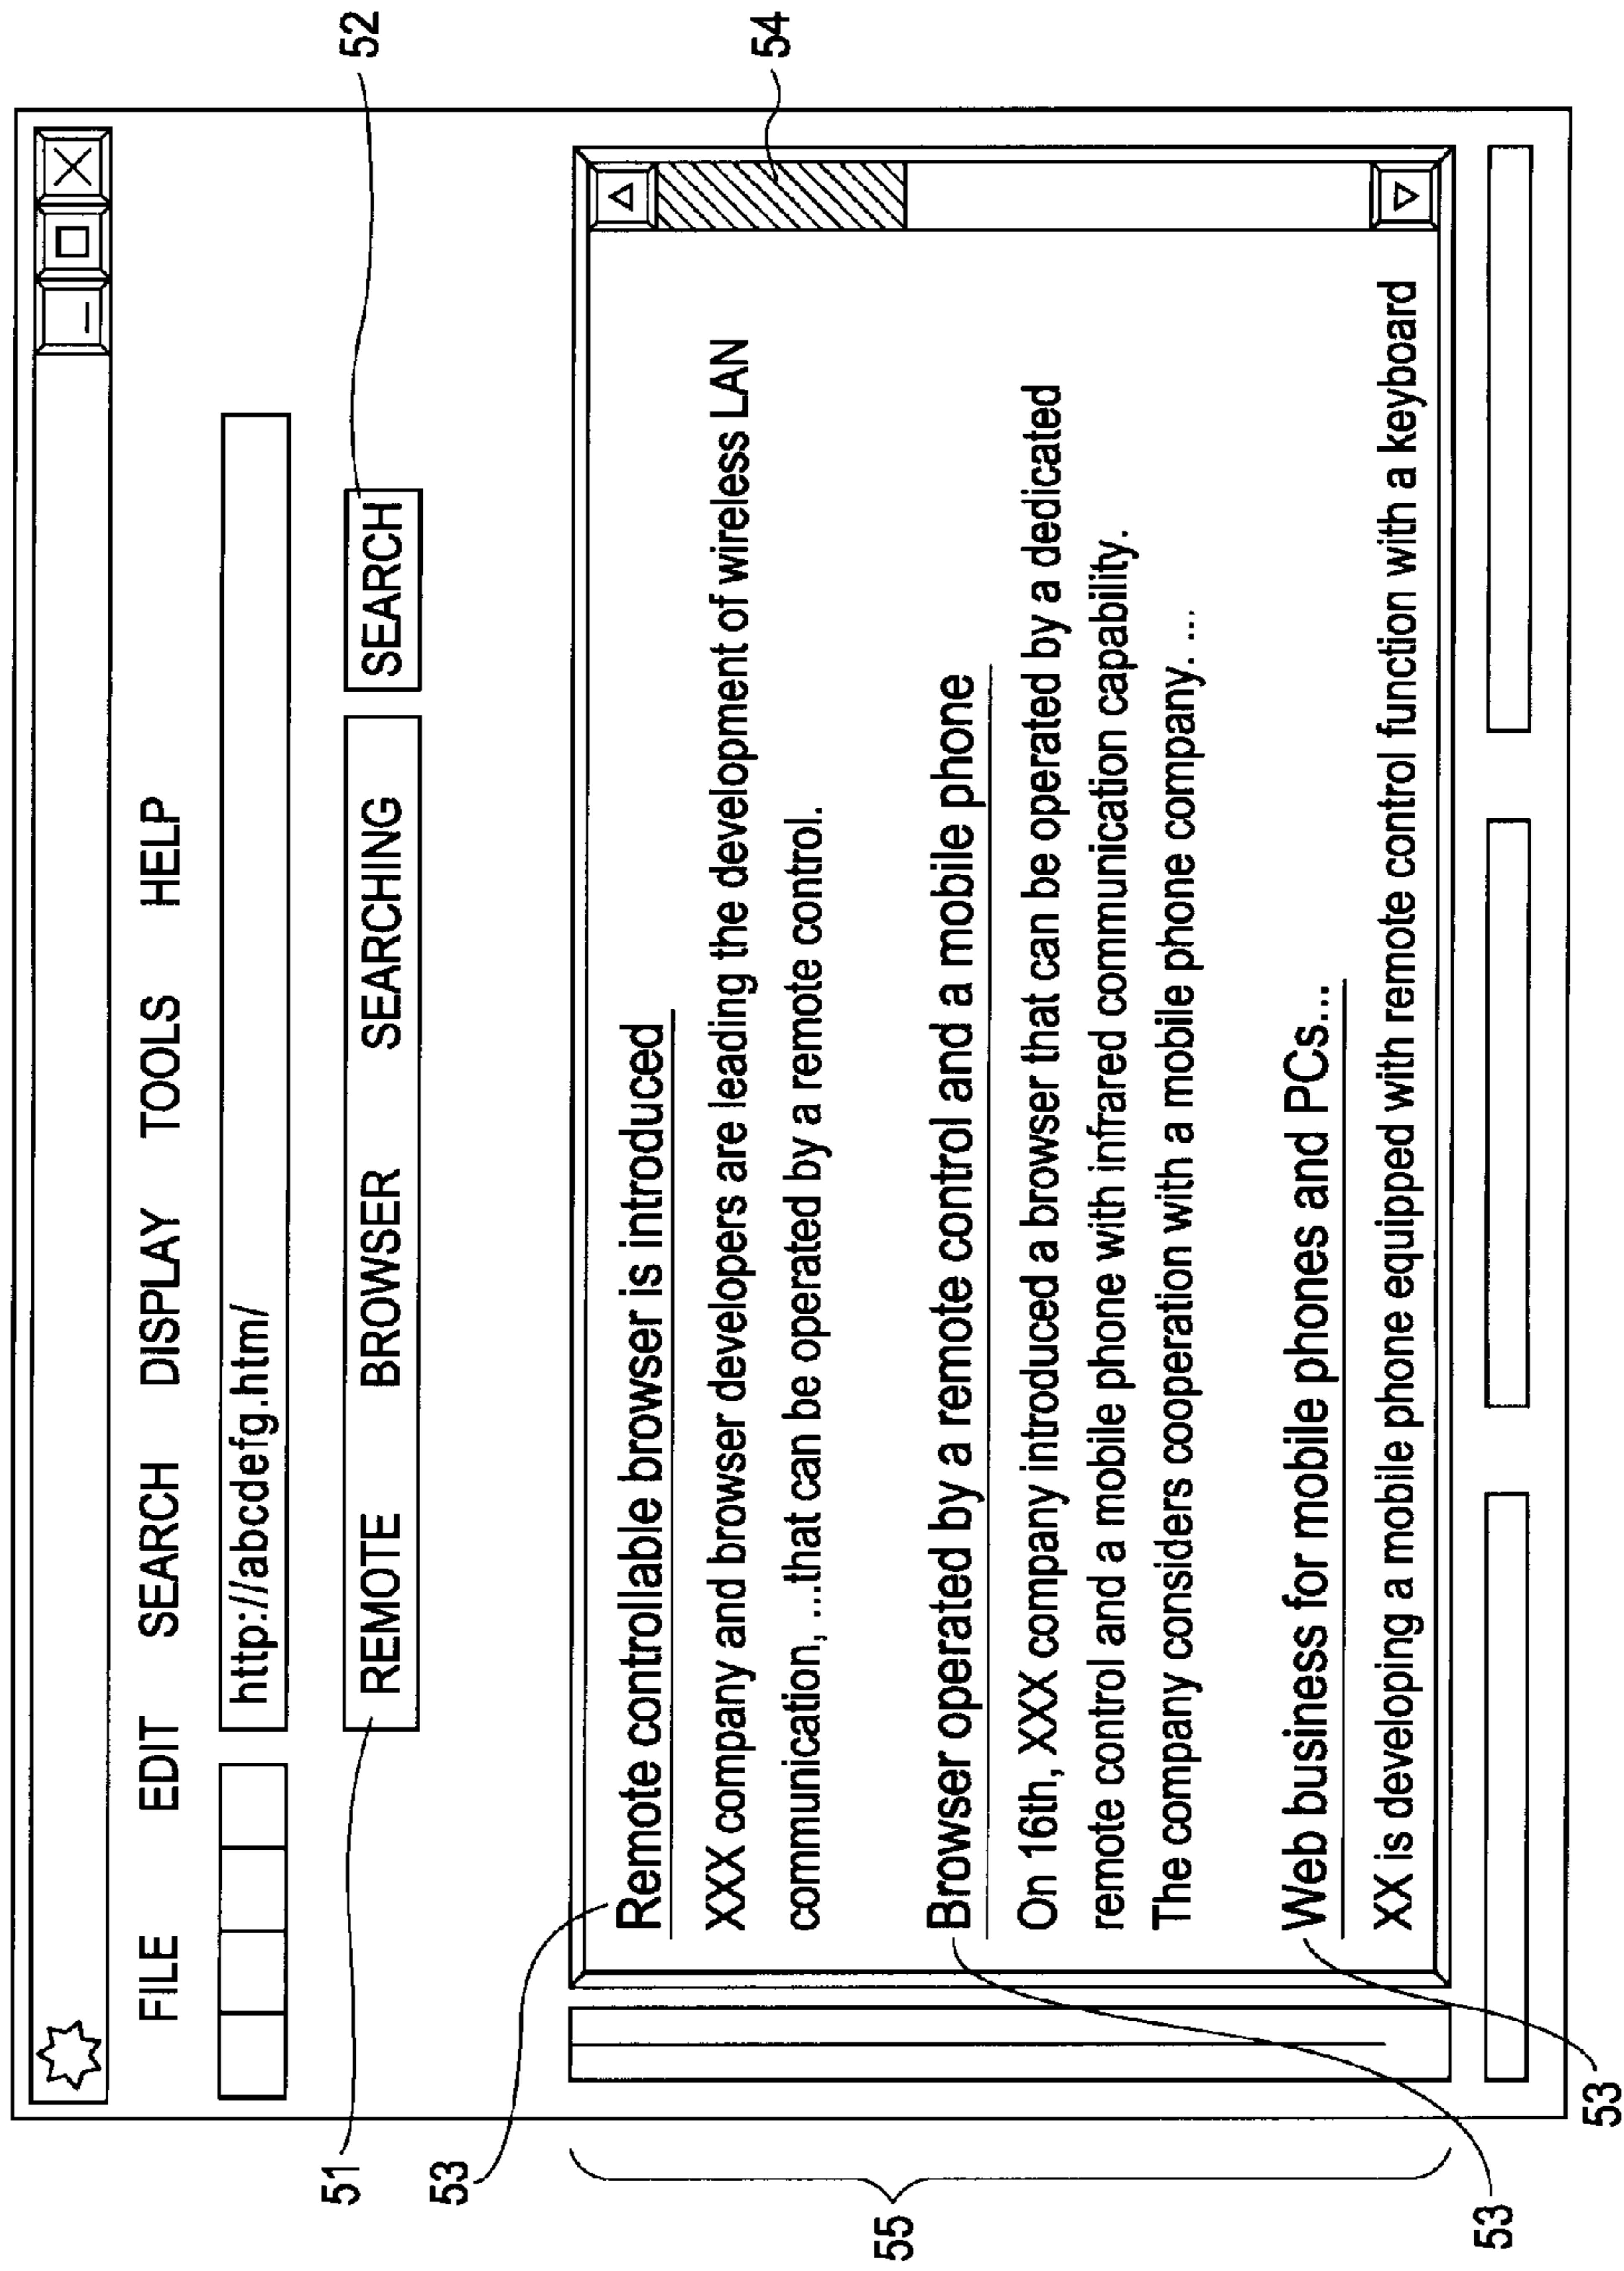 52
FILE EDIT SEARCH DISPLAY TOOLS HELP
http://abcdefg.htm/
51
REMOTE BROWSER SEARCHING SEARCH
53
54
Remote controllable browser is introduced
XXX company and browser developers are leading the development of wireless LAN
communication, ...that can be operated by a remote control.
55
Browser operated by a remote control and a mobile phone
On 16th, XXX company introduced a browser that can be operated by a dedicated
remote control and a mobile phone with infrared communication capability.
The company considers cooperation with a mobile phone company. ...
Web business for mobile phones and PCs...
XX is developing a mobile phone equipped with remote control function with a keyboard
53
53